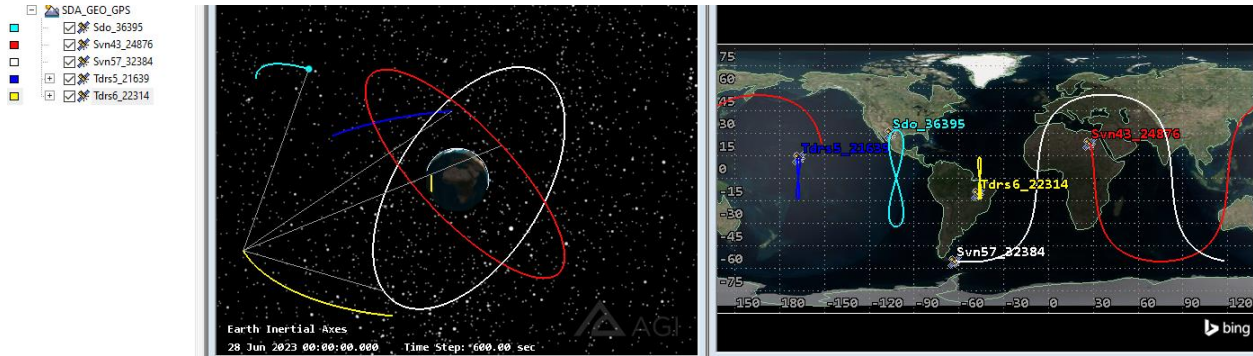 SDA_GEO_GPS
Sdo_36395
Svn43_24876
Svn57_32384
Tdrs5_21639
Tdrs6_22314
Earth Inertial Axes
28 Jun 2023 00:00:00.000 Time Step: 600.00 sec
AGI
75
60
45
30
15
0
-15
-30
-45
-60
-75
Sdo_36395
Svn43_24876
Tdrs5_21639
Tdrs6_22314
Svn57_32384
150 -180 -150 -120 -90 -60 -30 0 30 60 90 120
bing